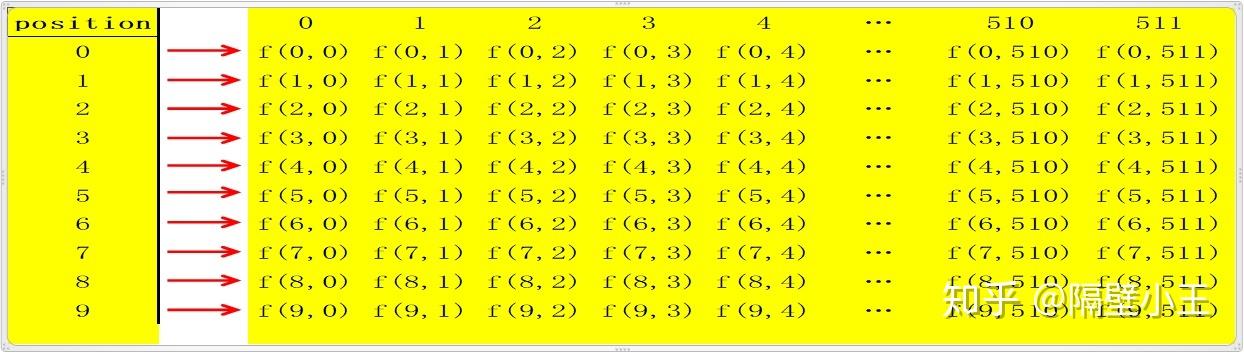 position 0 1 2 3 4 ... 510 511
0 f(0,0) f(0,1) f(0,2) f(0,3) f(0,4) ... f(0,510) f(0,511)
1 f(1,0) f(1,1) f(1,2) f(1,3) f(1,4) ... f(1,510) f(1,511)
2 f(2,0) f(2,1) f(2,2) f(2,3) f(2,4) ... f(2,510) f(2,511)
3 f(3,0) f(3,1) f(3,2) f(3,3) f(3,4) ... f(3,510) f(3,511)
4 f(4,0) f(4,1) f(4,2) f(4,3) f(4,4) ... f(4,510) f(4,511)
5 f(5,0) f(5,1) f(5,2) f(5,3) f(5,4) ... f(5,510) f(5,511)
6 f(6,0) f(6,1) f(6,2) f(6,3) f(6,4) ... f(6,510) f(6,511)
7 f(7,0) f(7,1) f(7,2) f(7,3) f(7,4) ... f(7,510) f(7,511)
8 f(8,0) f(8,1) f(8,2) f(8,3) f(8,4) ... f(8,510) f(8,511)
9 f(9,0) f(9,1) f(9,2) f(9,3) f(9,4) ... f(9,510) f(9,511)
知乎 @隔壁小王